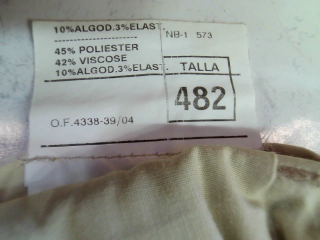 10%ALGOD.3%ELAST.
NB-1 573
45% POLIESTER
42% VISCOSE
10%ALGOD.3%ELAST.
TALLA
482
O.F.4338-39/04